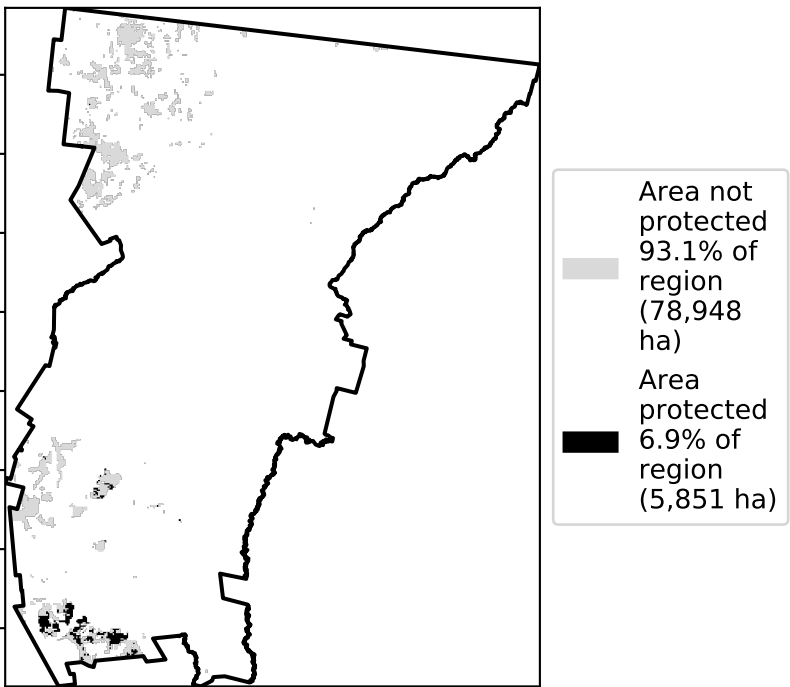 Area not
protected
93.1% of
region
(78,948
ha)
Area
protected
6.9% of
region
(5,851 ha)